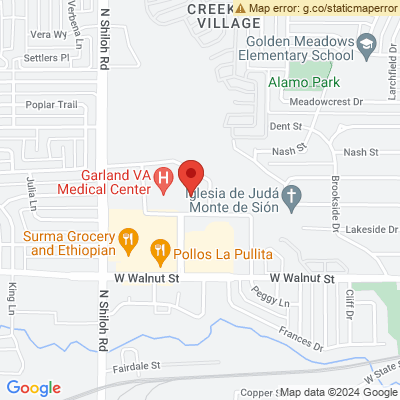 CREEK
VILLAGE
Map error: g.co/staticmaperror
N Shiloh Rd
Verbena Ln
Vera Wy
Settlers Pl
Golden Meadows
Elementary School
Larchfield Dr
Alamo Park
Poplar Trail
Meadowcrest Dr
Dent St
Nash St
Nash St
Garland VA
Medical Center
H
Julia Ln
Iglesia de Judá
Monte de Sión
Brookside Dr
Lakeside Dr
Surma Grocery
and Ethiopian
Pollos La Pullita
W Walnut St
W Walnut St
King Ln
N Shiloh Rd
Peggy Ln
Cliff Dr
Frances Dr
Fairdale St
W State St
Google
Copper S
Map data ©2024 Google